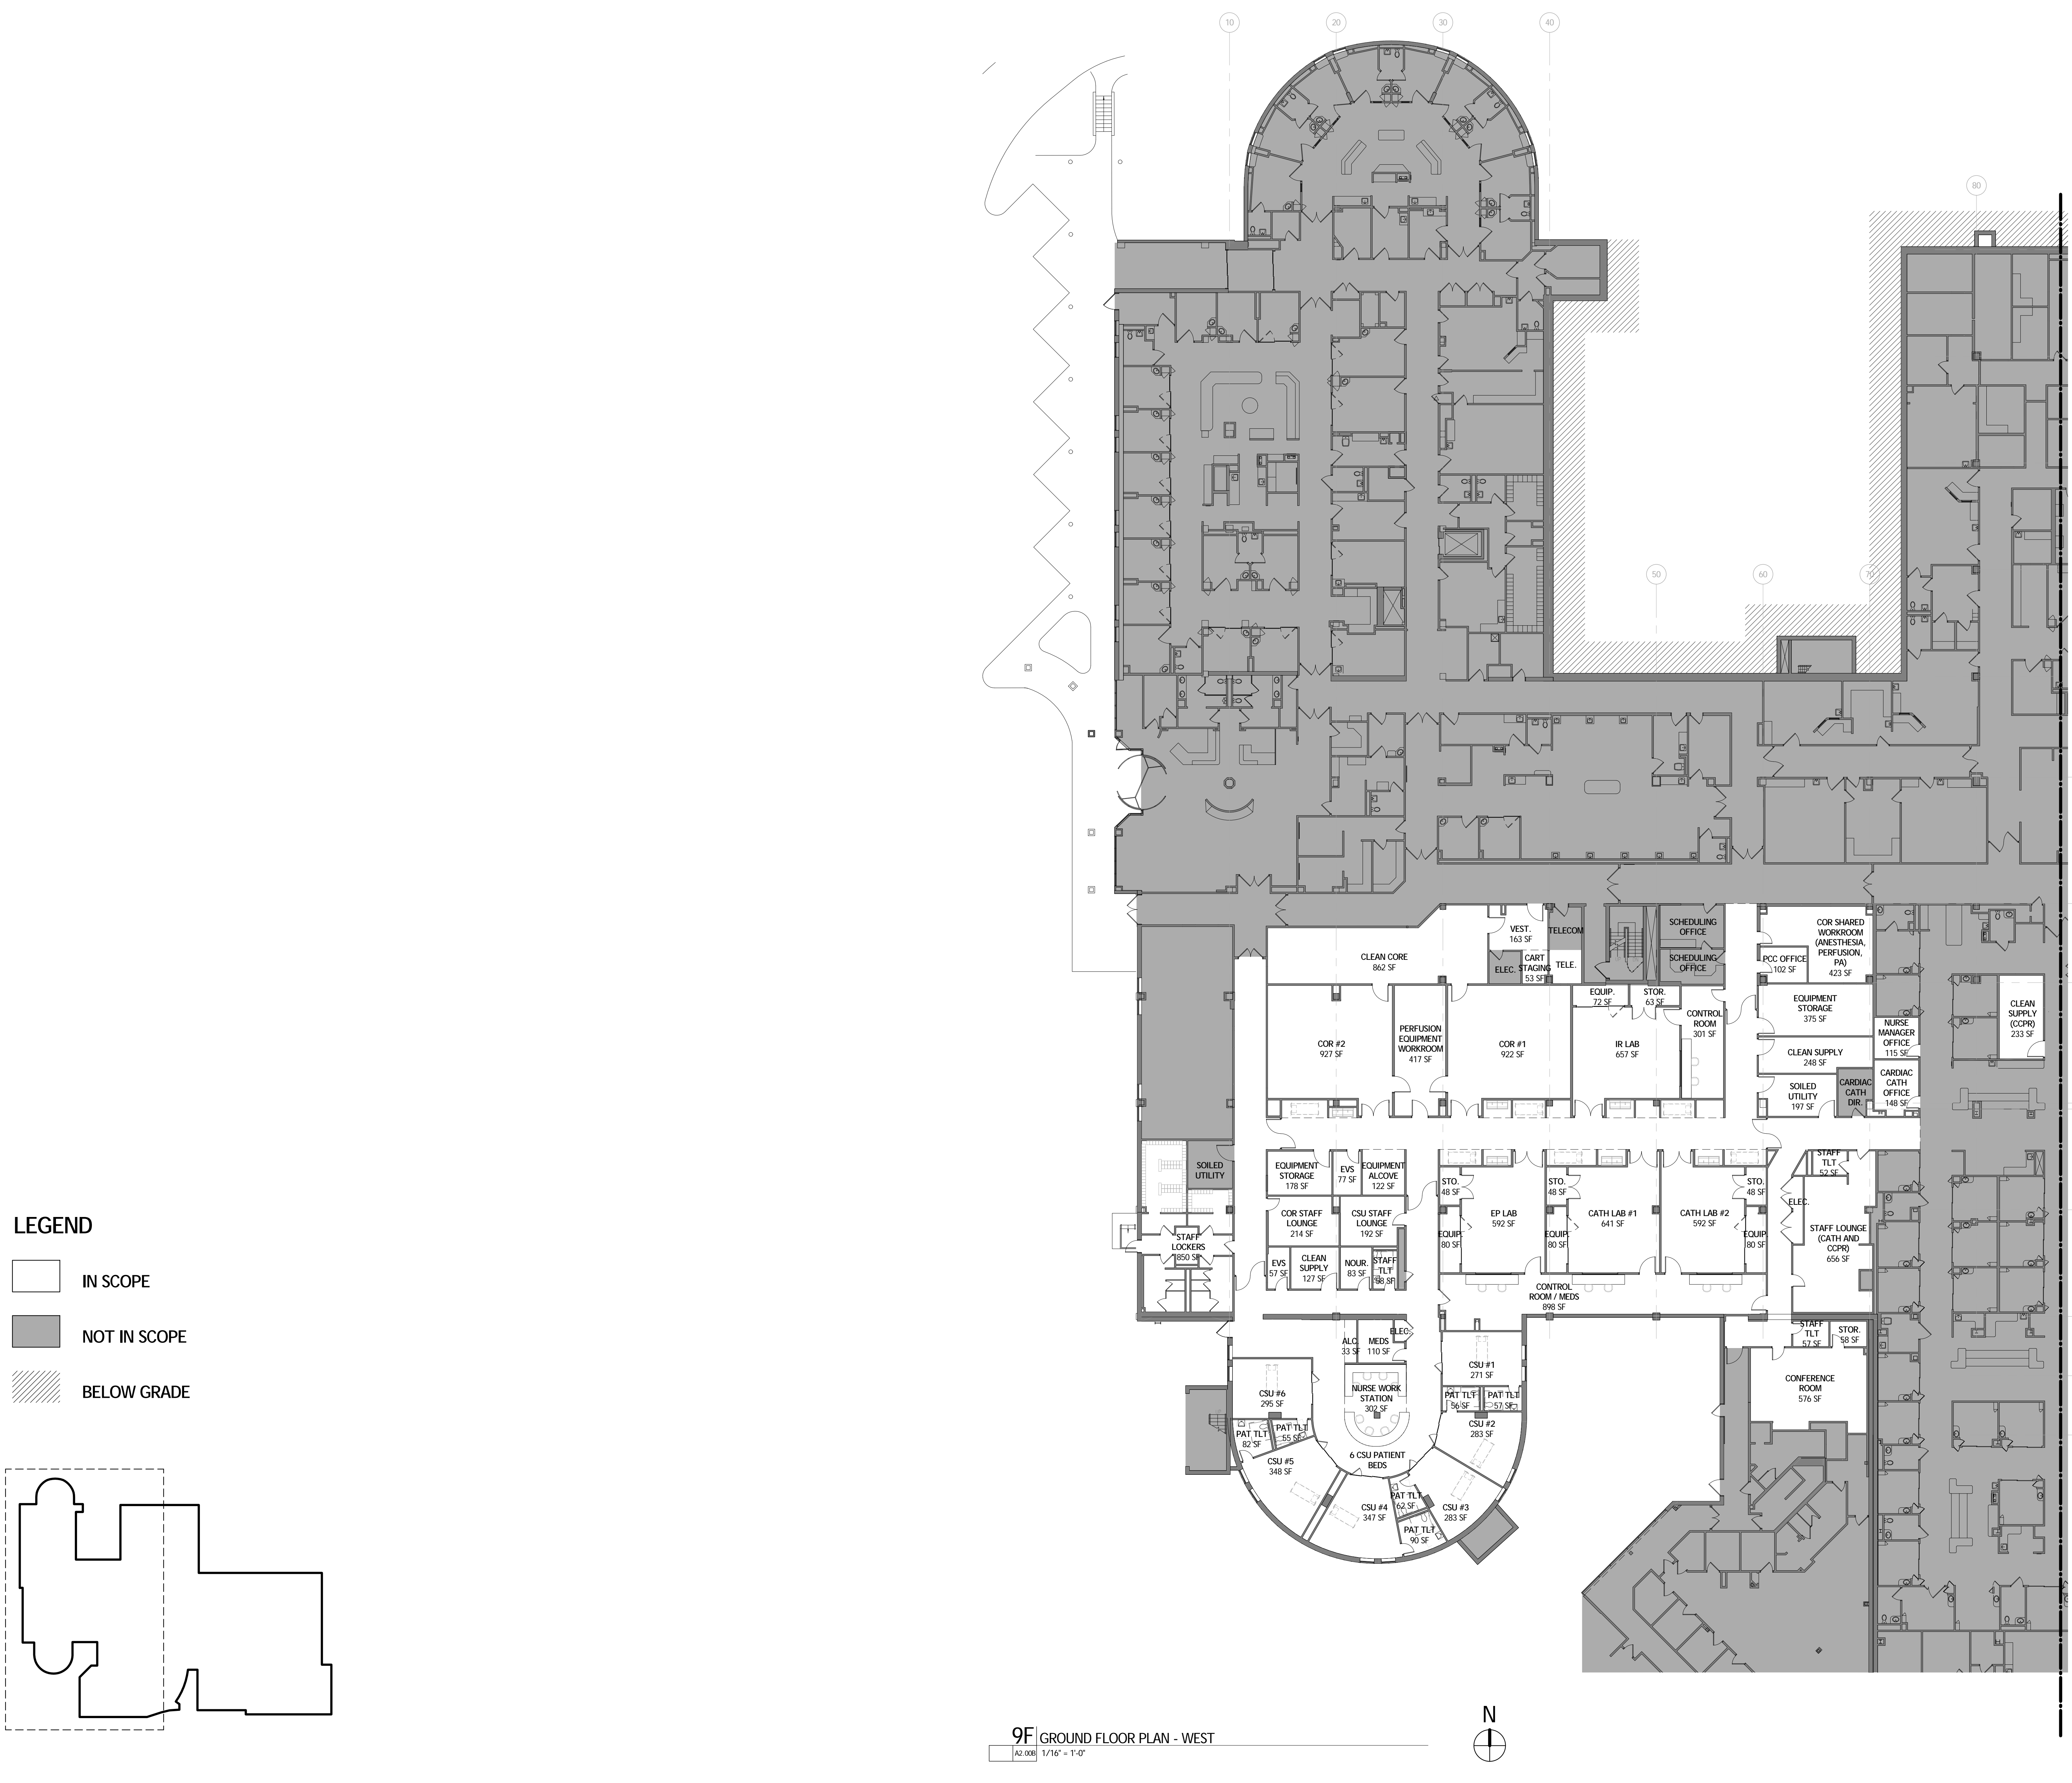 10
20
30
40
80
50
60
70
VEST.
163 SF
TELECOM
SCHEDULING
OFFICE
COR SHARED
WORKROOM
(ANESTHESIA,
PERFUSION,
PA)
423 SF
CLEAN CORE
862 SF
ELEC.
CART
STAGING
53 SF
TELE.
SCHEDULING
OFFICE
PCC OFFICE
102 SF
EQUIP.
72 SF
STOR.
63 SF
EQUIPMENT
STORAGE
375 SF
CLEAN
SUPPLY
(CCPR)
233 SF
CONTROL
ROOM
301 SF
NURSE
MANAGER
OFFICE
115 SF
PERFUSION
EQUIPMENT
WORKROOM
417 SF
COR #2
927 SF
COR #1
922 SF
IR LAB
657 SF
CLEAN SUPPLY
248 SF
SOILED
UTILITY
197 SF
CARDIAC
CATH
DIR.
CARDIAC
CATH
OFFICE
148 SF
SOILED
UTILITY
EQUIPMENT
STORAGE
178 SF
EVS
77 SF
EQUIPMENT
ALCOVE
122 SF
STO.
48 SF
STO.
48 SF
STO.
48 SF
STAFF
TLT
52 SF
ELEC.
COR STAFF
LOUNGE
214 SF
CSU STAFF
LOUNGE
192 SF
EP LAB
592 SF
CATH LAB #1
641 SF
CATH LAB #2
592 SF
EQUIP.
80 SF
EQUIP.
80 SF
EQUIP.
80 SF
STAFF LOUNGE
(CATH AND
CCPR)
656 SF
STAFF
LOCKERS
850 SF
EVS
57 SF
CLEAN
SUPPLY
127 SF
NOUR.
83 SF
STAFF
TLT
58 SF
CONTROL
ROOM / MEDS
898 SF
ALC.
33 SF
MEDS
110 SF
ELEC.
STAFF
TLT
57 SF
STOR.
58 SF
CSU #1
271 SF
CONFERENCE
ROOM
576 SF
CSU #6
295 SF
NURSE WORK
STATION
302 SF
PAT TLT
56 SF
PAT TLT
57 SF
PAT TLT
82 SF
PAT TLT
55 SF
CSU #2
283 SF
6 CSU PATIENT
BEDS
CSU #5
348 SF
PAT TLT
62 SF
CSU #4
347 SF
CSU #3
283 SF
PAT TLT
90 SF
LEGEND
IN SCOPE
NOT IN SCOPE
BELOW GRADE
N
9F
GROUND FLOOR PLAN - WEST
A2.00B
1/16" = 1'-0"